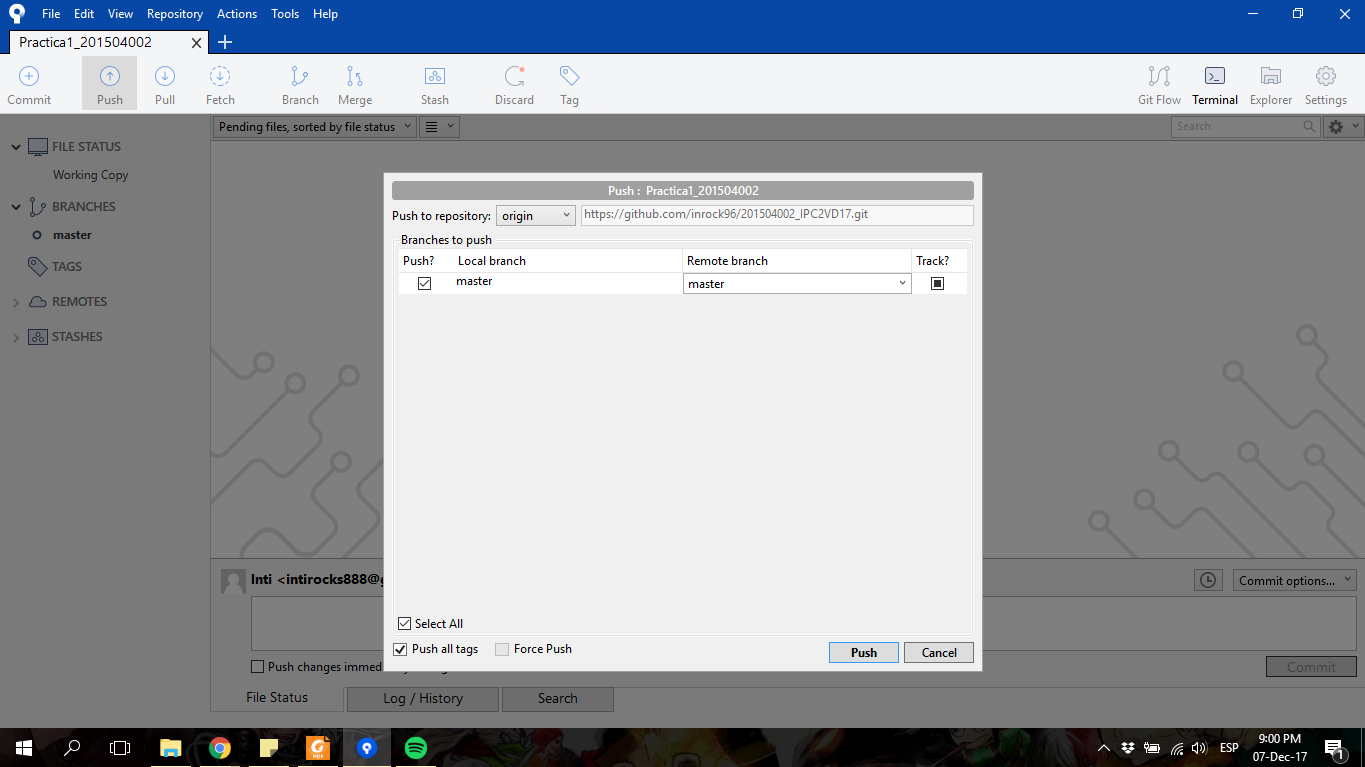 File Edit View Repository Actions Tools Help
Practica1_201504002
Commit Push Pull Fetch Branch Merge Stash Discard Tag Git Flow Terminal Explorer Settings
Pending files, sorted by file status Search
FILE STATUS
Working Copy
BRANCHES
master
TAGS
REMOTES
STASHES
Push : Practica1_201504002
Push to repository: origin https://github.com/inrock96/201504002_IPC2VD17.git
Branches to push
Push? Local branch Remote branch Track?
master master
Select All
Push all tags Force Push Push Cancel
Inti <intirocks888@ Commit options...
Push changes immed Commit
File Status Log / History Search
ESP
9:00 PM
07-Dec-17
1